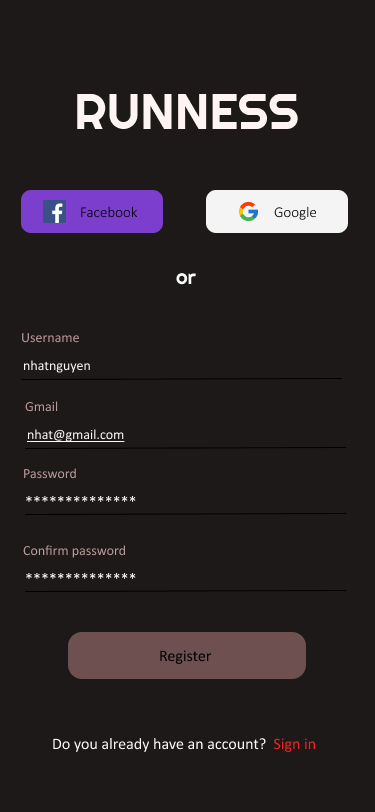 RUNNESS
Facebook Google
or
Username
nhatnguyen
Gmail
nhat@gmail.com
Password
**************
Confirm password
**************
Register
Do you already have an account? Sign in